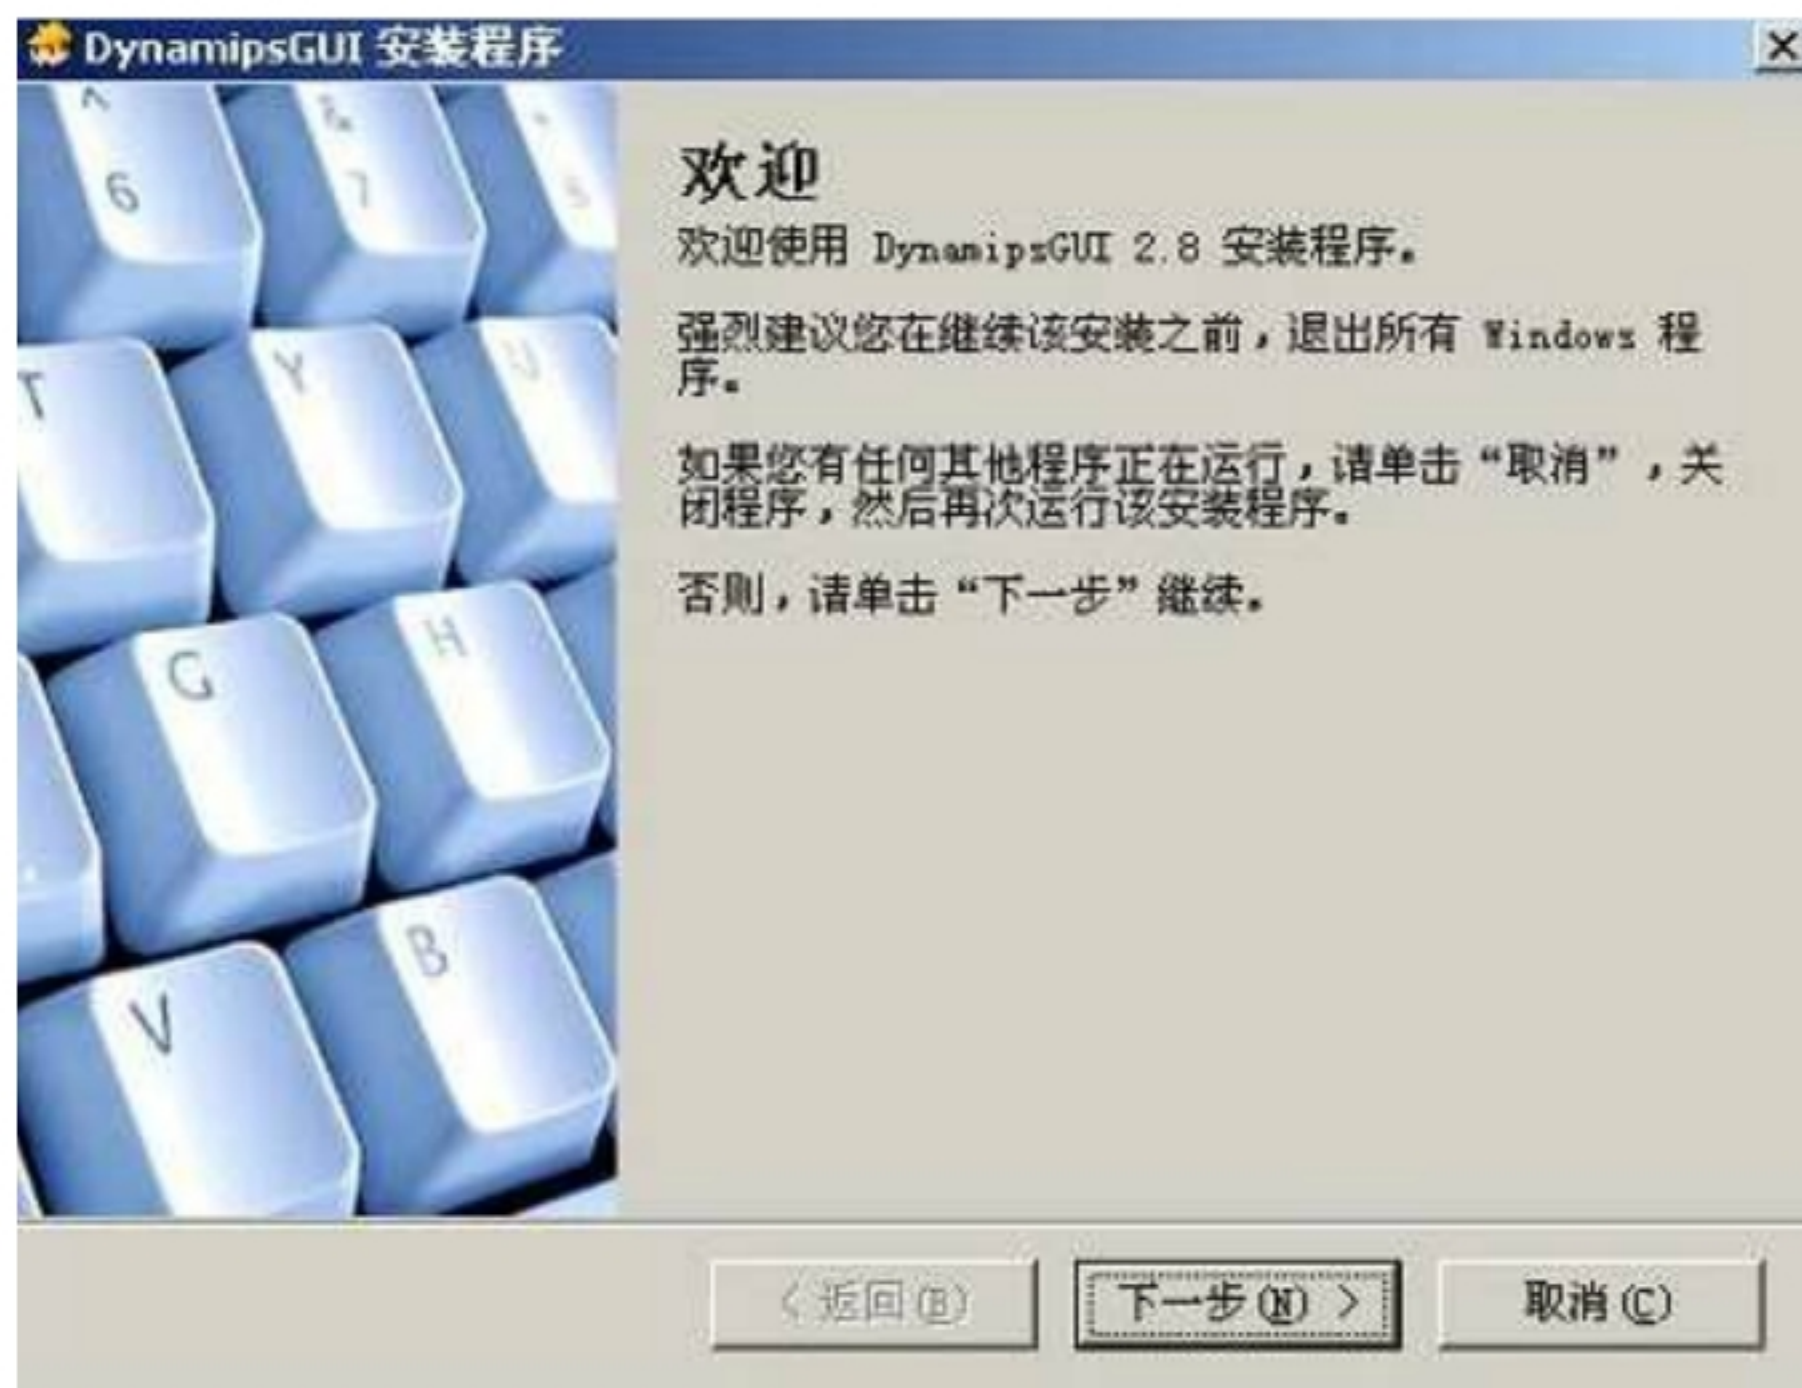 DynamipsGUI 安装程序
欢迎
欢迎使用 DynamipsGUI 2.8 安装程序。
强烈建议您在继续该安装之前，退出所有 Windows 程
序。
如果您有任何其他程序正在运行，请单击“取消”，关
闭程序，然后再次运行该安装程序。
否则，请单击“下一步”继续。
^
6
&
7
T
Y
U
G
H
V
B
< 返回(B)
下一步(N) >
取消(C)